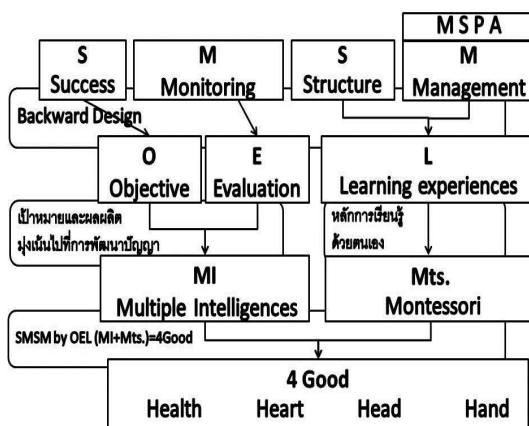 M S P A
S M S M
Success Monitoring Structure Management
Backward Design
O E L
Objective Evaluation Learning experiences
เป้าหมายและผลผลิต หลักการเรียนรู้
มุ่งเน้นไปที่การพัฒนาปัญญา ด้วยตนเอง
MI Mts.
Multiple Intelligences Montessori
SMSM by OEL (MI+Mts.)=4Good
4 Good
Health Heart Head Hand